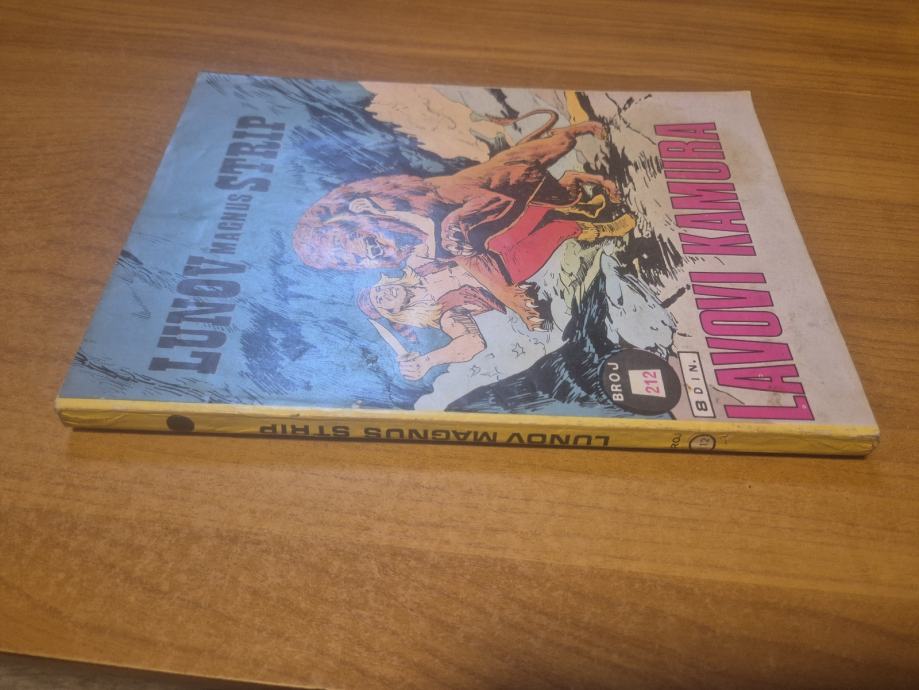 LUNOV MAGNUS STRIP
BROJ
212
8 DIN.
LAVOVI KAMURA
LUNOV MAGNUS STRIP